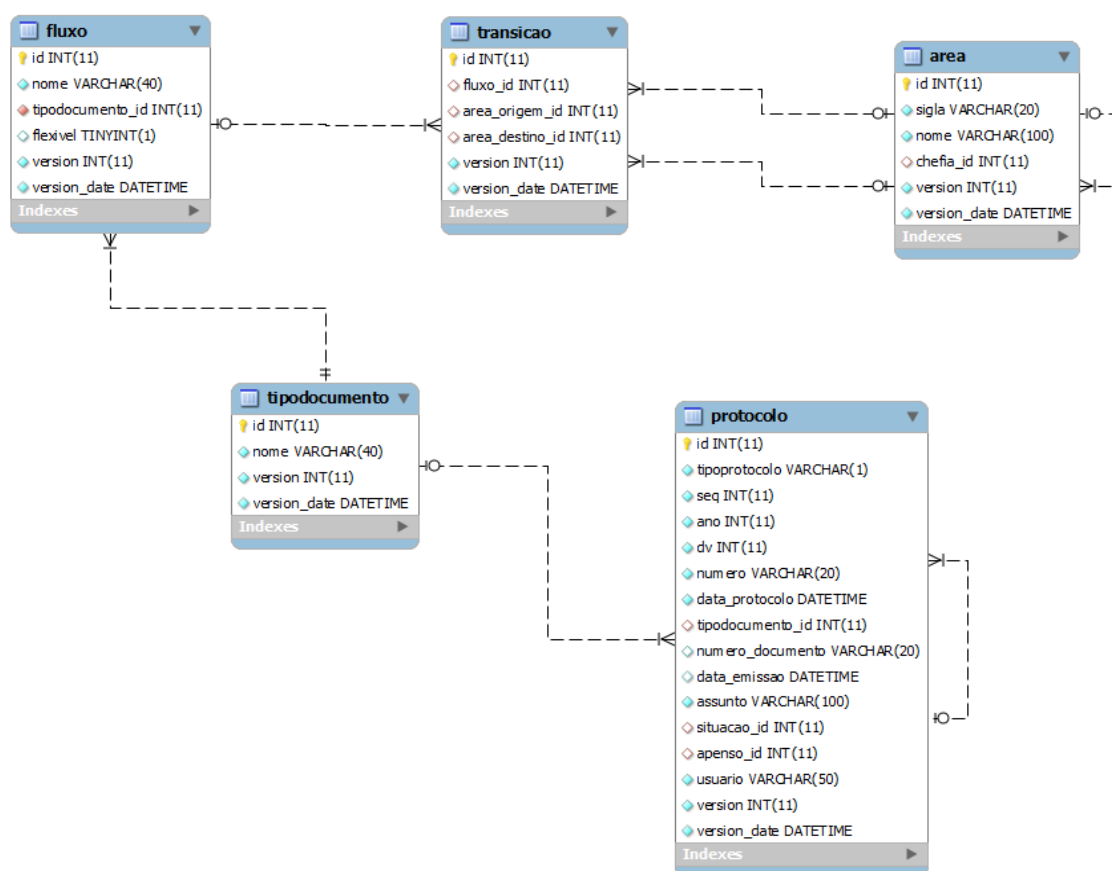 fluxo
id INT(11)
nome VARCHAR(40)
tipodocumento_id INT(11)
flexivel TINYINT(1)
version INT(11)
version_date DATETIME
Indexes
transicao
id INT(11)
fluxo_id INT(11)
area_origem_id INT(11)
area_destino_id INT(11)
version INT(11)
version_date DATETIME
Indexes
area
id INT(11)
sigla VARCHAR(20)
nome VARCHAR(100)
chefia_id INT(11)
version INT(11)
version_date DATETIME
Indexes
tipodocumento
id INT(11)
nome VARCHAR(40)
version INT(11)
version_date DATETIME
Indexes
protocolo
id INT(11)
tipoprotocolo VARCHAR(1)
seq INT(11)
ano INT(11)
dv INT(11)
numero VARCHAR(20)
data_protocolo DATETIME
tipodocumento_id INT(11)
numero_documento VARCHAR(20)
data_emissao DATETIME
assunto VARCHAR(100)
situacao_id INT(11)
apenso_id INT(11)
usuario VARCHAR(50)
version INT(11)
version_date DATETIME
Indexes